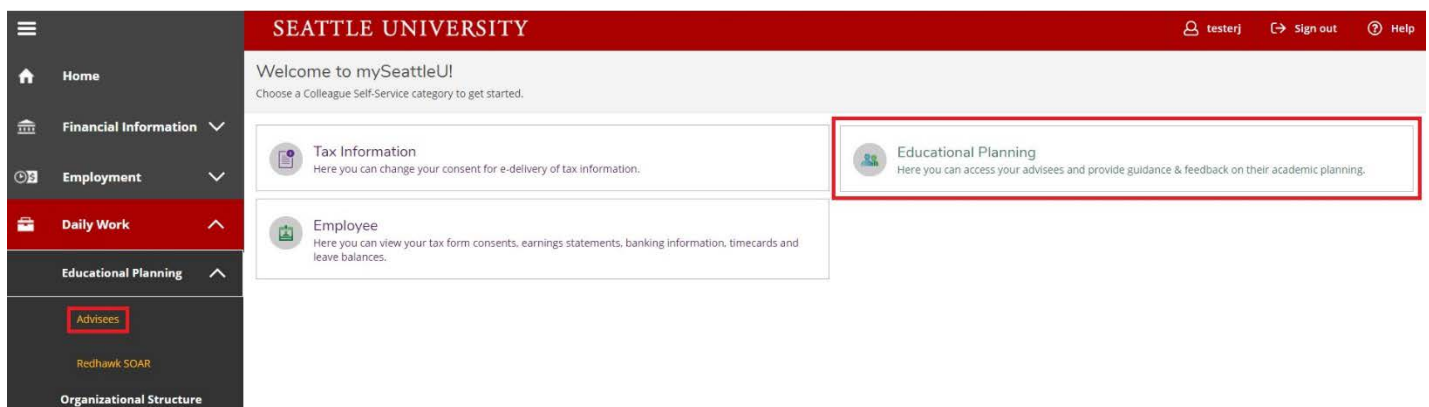 SEATTLE UNIVERSITY
testerj
Sign out
Help
Home
Financial Information
Employment
Daily Work
Educational Planning
Advisees
Redhawk SOAR
Organizational Structure
Welcome to mySeattleU!
Choose a Colleague Self-Service category to get started.
Tax Information
Here you can change your consent for e-delivery of tax information.
Educational Planning
Here you can access your advisees and provide guidance & feedback on their academic planning.
Employee
Here you can view your tax form consents, earnings statements, banking information, timecards and
leave balances.